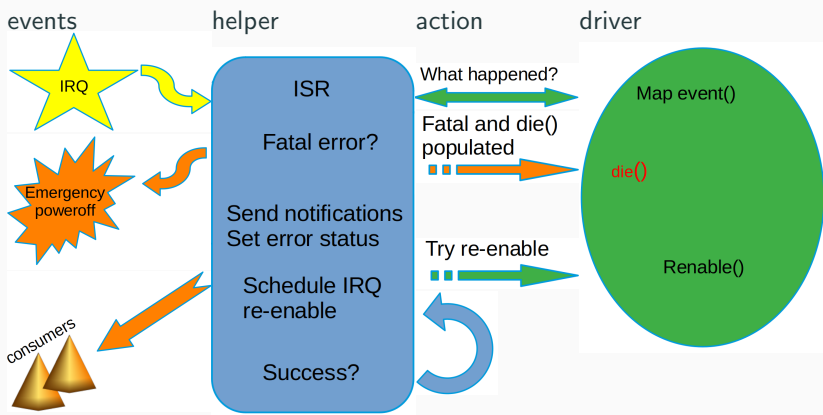 events
helper
action
driver
IRQ
ISR
What happened?
Map event()
Fatal error?
Fatal and die()
populated
die()
Emergency
poweroff
Send notifications
Set error status
Try re-enable
Renable()
Schedule IRQ
re-enable
consumers
Success?